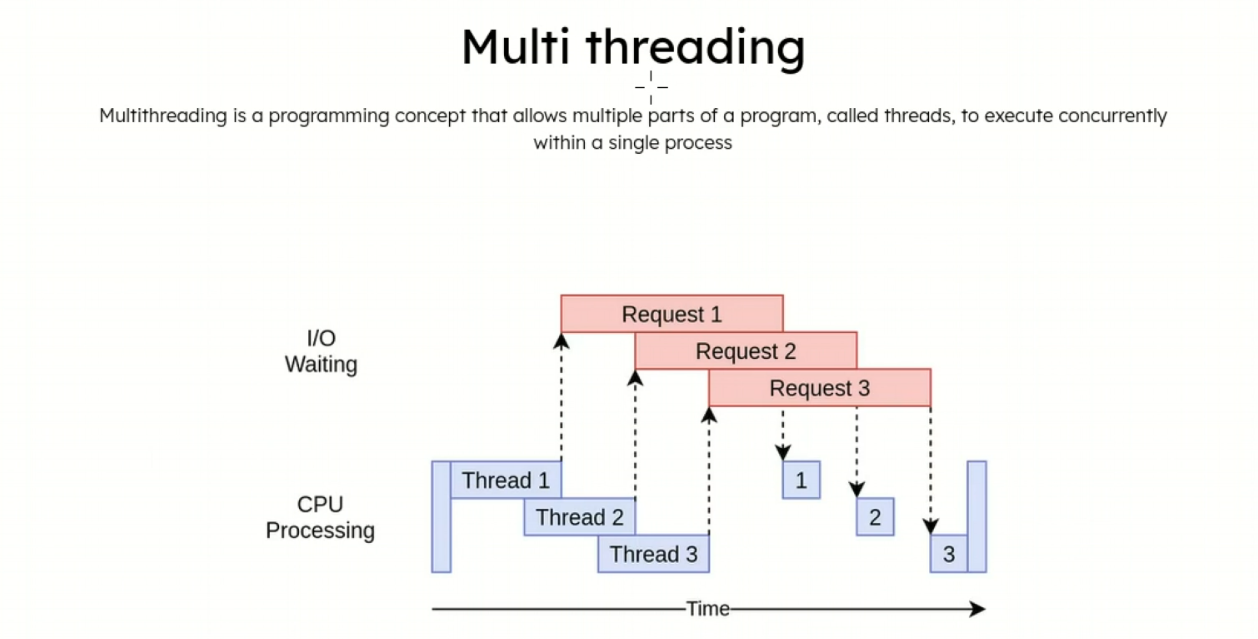 Multi threading
Multithreading is a programming concept that allows multiple parts of a program, called threads, to execute concurrently
within a single process
I/O
Waiting
Request 1
Request 2
Request 3
CPU
Processing
Thread 1
Thread 2
Thread 3
1
2
3
Time